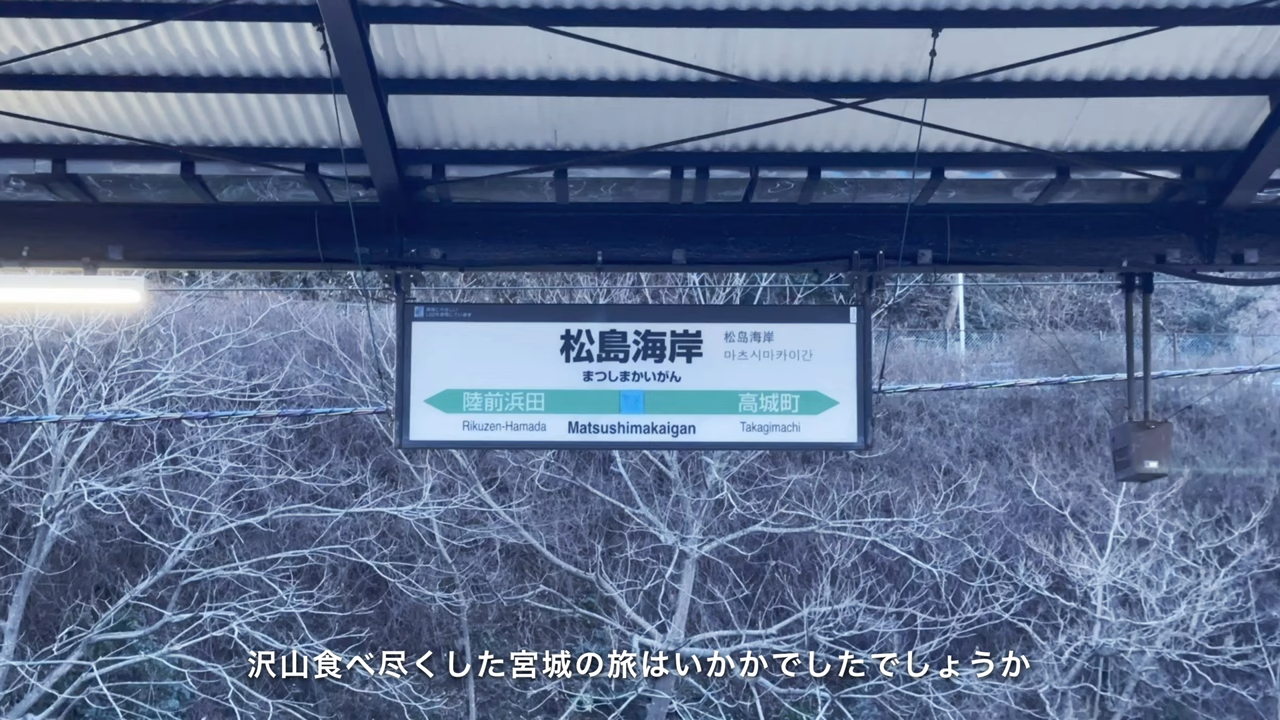 松島海岸
松岛海岸
마츠시마카이간
まつしまかいがん
陸前浜田
高城町
Rikuzen-Hamada
Matsushimakaigan
Takagimachi
沢山食べ尽くした宮城の旅はいかかでしたでしょうか